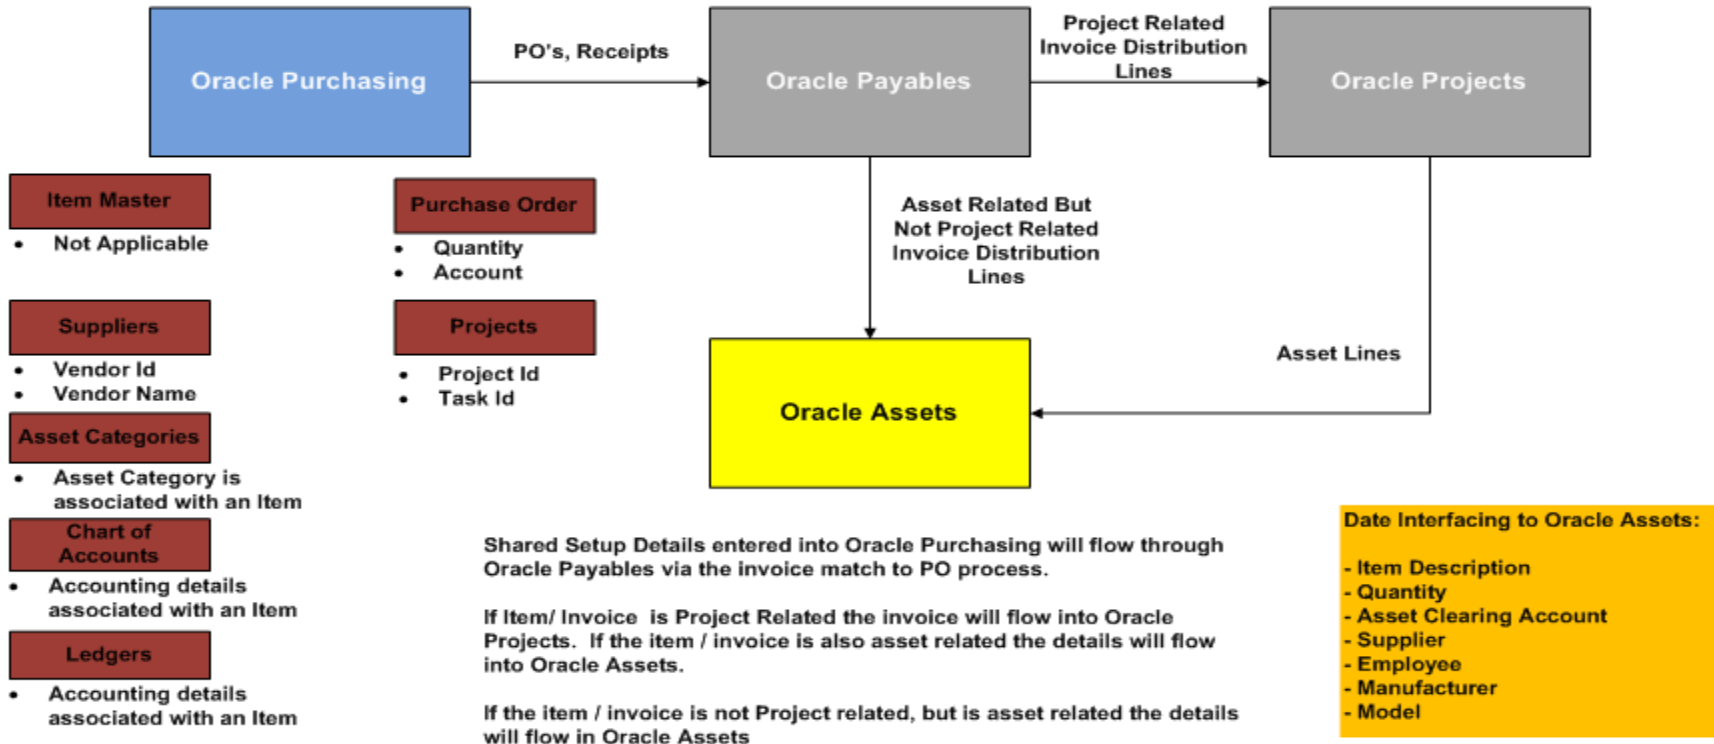 Oracle Purchasing
PO's, Receipts
Oracle Payables
Project Related
Invoice Distribution
Lines
Oracle Projects
Item Master
• Not Applicable
Purchase Order
• Quantity
• Account
Asset Related But
Not Project Related
Invoice Distribution
Lines
Suppliers
• Vendor Id
• Vendor Name
Projects
• Project Id
• Task Id
Asset Lines
Oracle Assets
Asset Categories
• Asset Category is
associated with an Item
Chart of
Accounts
• Accounting details
associated with an Item
Ledgers
• Accounting details
associated with an Item
Shared Setup Details entered into Oracle Purchasing will flow through
Oracle Payables via the invoice match to PO process.
If Item/ Invoice is Project Related the invoice will flow into Oracle
Projects. If the item / invoice is also asset related the details will flow
into Oracle Assets.
If the item / invoice is not Project related, but is asset related the details
will flow in Oracle Assets
Date Interfacing to Oracle Assets:
- Item Description
- Quantity
- Asset Clearing Account
- Supplier
- Employee
- Manufacturer
- Model